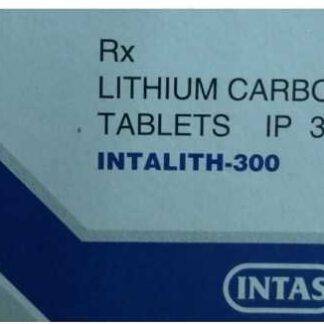 Rx
LITHIUM CARBO
TABLETS IP 3
INTALITH-300
INTAS